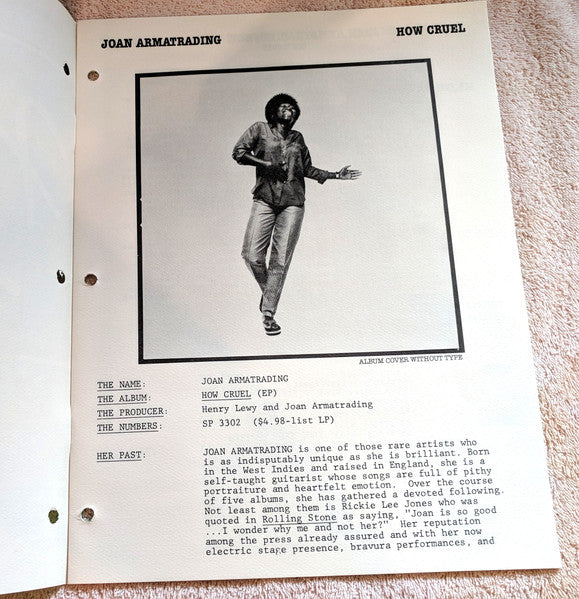 JOAN ARMATRADING HOW CRUEL
ALBUM COVER WITHOUT TYPE
THE NAME: JOAN ARMATRADING
THE ALBUM: HOW CRUEL (EP)
THE PRODUCER: Henry Lewy and Joan Armatrading
THE NUMBERS: SP 3302 ($4.98-list LP)
HER PAST: JOAN ARMATRADING is one of those rare artists who
is as indisputably unique as she is brilliant. Born
in the West Indies and raised in England, she is a
self-taught guitarist whose songs are full of pithy
portraiture and heartfelt emotion. Over the course
of five albums, she has gathered a devoted following.
Not least among them is Rickie Lee Jones who was
quoted in Rolling Stone as saying, "Joan is so good
...I wonder why me and not her?" Her reputation
among the press already assured and with her now
electric stage presence, bravura performances, and